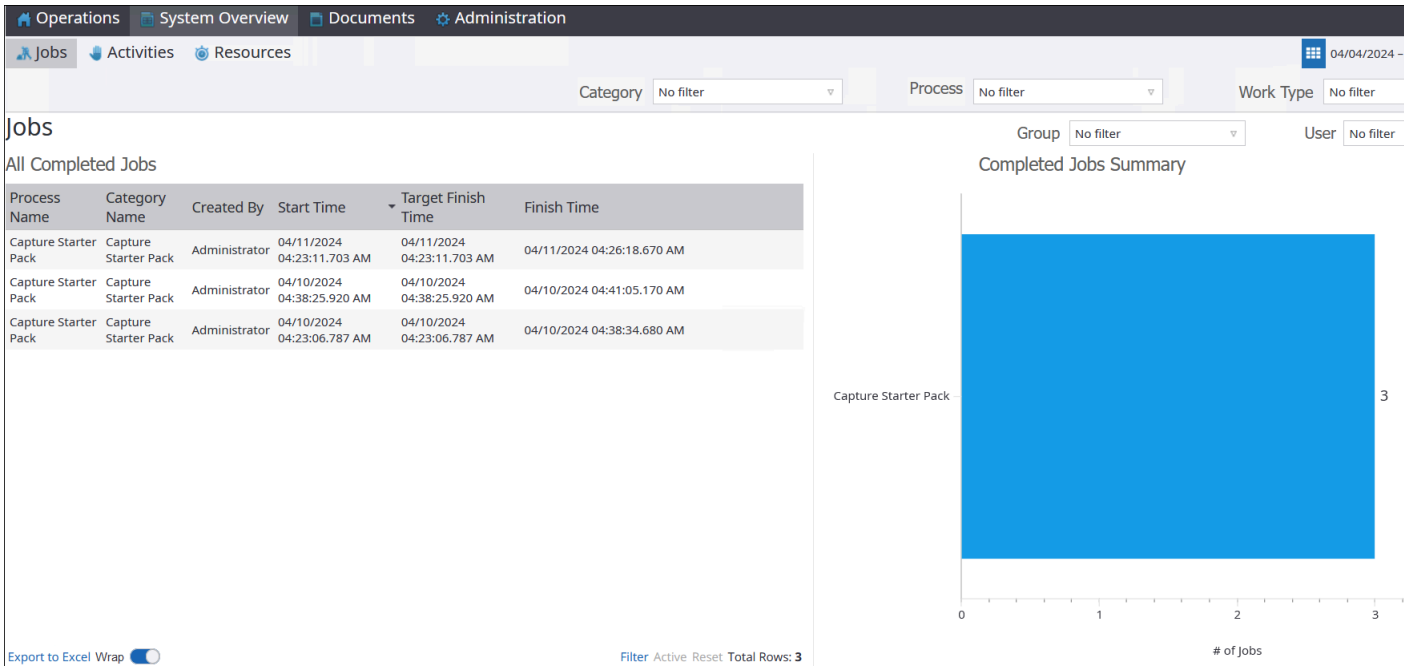 Operations System Overview Documents Administration
Jobs Activities Resources 04/04/2024 –
Category No filter Process No filter Work Type No filter
Jobs
Group No filter User No filter
All Completed Jobs
Completed Jobs Summary
Process Name Category Name Created By Start Time Target Finish Time Finish Time
Capture Starter Pack Capture Starter Pack Administrator 04/11/2024 04:23:11.703 AM 04/11/2024 04:23:11.703 AM 04/11/2024 04:26:18.670 AM
Capture Starter Pack Capture Starter Pack Administrator 04/10/2024 04:38:25.920 AM 04/10/2024 04:38:25.920 AM 04/10/2024 04:41:05.170 AM
Capture Starter Pack Capture Starter Pack Administrator 04/10/2024 04:23:06.787 AM 04/10/2024 04:23:06.787 AM 04/10/2024 04:38:34.680 AM
Capture Starter Pack 3
0 1 2 3
# of Jobs
Export to Excel Wrap Filter Active Reset Total Rows: 3